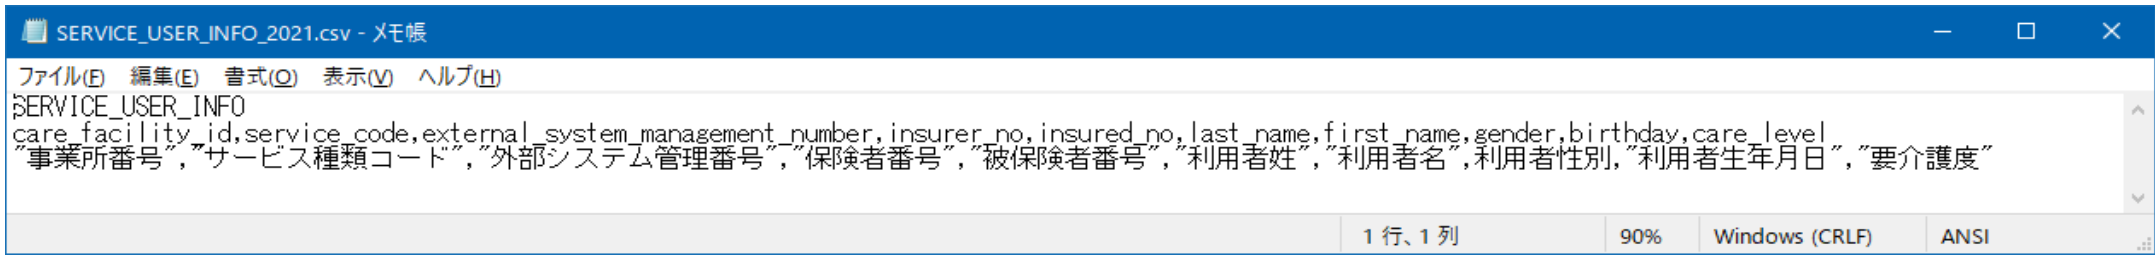 SERVICE_USER_INFO_2021.csv - メモ帳
ファイル(F) 編集(E) 書式(O) 表示(V) ヘルプ(H)
SERVICE_USER_INFO
care_facility_id,service_code,external_system_management_number,insurer_no,insured_no,last_name,first_name,gender,birthday,care_level
"事業所番号","サービス種類コード","外部システム管理番号","保険者番号","被保険者番号","利用者姓","利用者名",利用者性別,"利用者生年月日","要介護度"
1 行、1 列 90% Windows (CRLF) ANSI